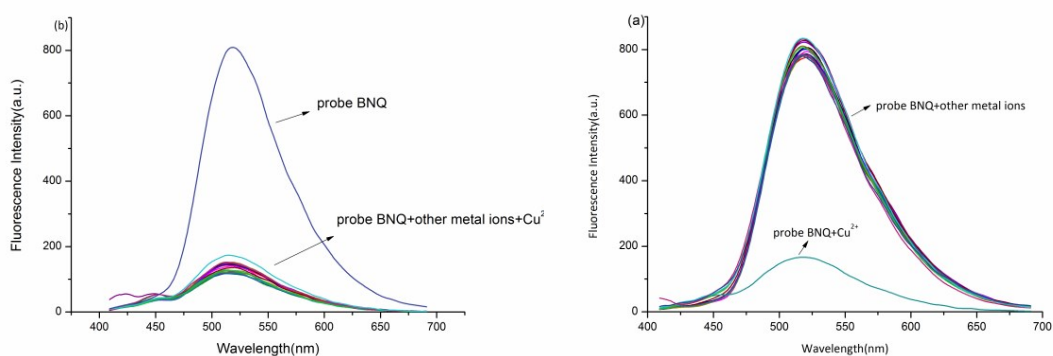 (b)
800
600
400
200
0
Fluorescence Intensity(a.u.)
probe BNQ
probe BNQ+other metal ions+Cu²
400 450 500 550 600 650 700
Wavelength(nm)
(a)
800
600
400
200
0
Fluorescence Intensity(a.u.)
probe BNQ+other metal ions
probe BNQ+Cu²⁺
400 450 500 550 600 650 700
Wavelength(nm)